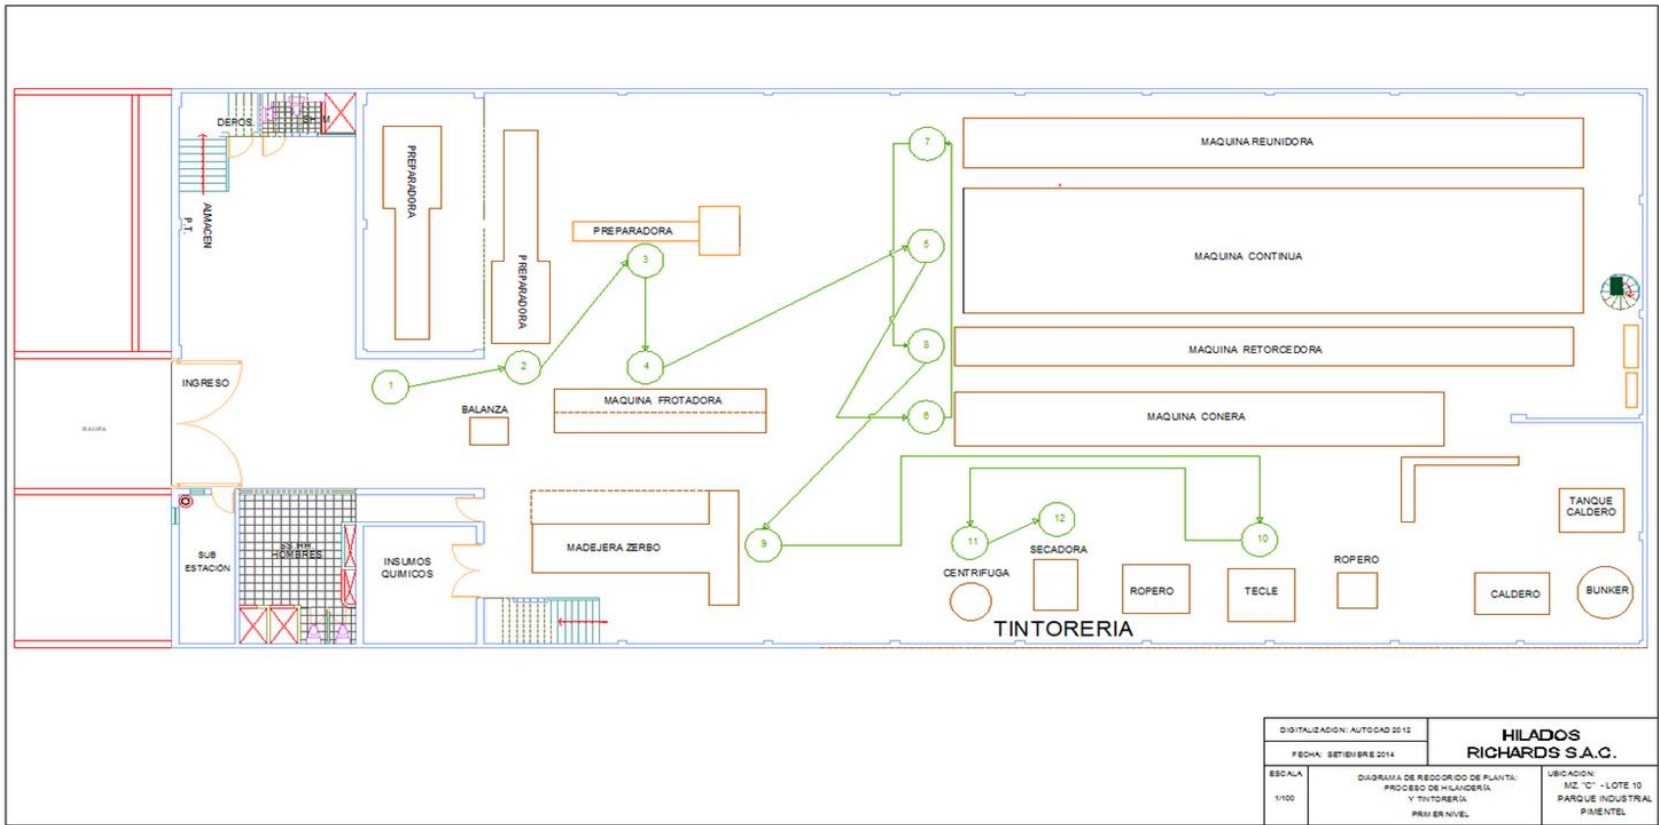 DEPOS.
SH. M
ALMACEN
P.T.
PREPARADORA
PREPARADORA
PREPARADORA
7
MAQUINA REUNIDORA
3
5
MAQUINA CONTINUA
INGRESO
1
2
4
8
MAQUINA RETORCEDORA
BALANZA
MAQUINA FROTADORA
6
MAQUINA CONERA
SUB
ESTACIÓN
SS.HH
HOMBRES
INSUMOS
QUIMICOS
MADEJERA ZERBO
9
11
12
10
TANQUE
CALDERO
CENTRIFUGA
SECADORA
ROPERO
TECLE
ROPERO
CALDERO
BUNKER
TINTORERIA
DIGITALIZACION: AUTOCAD 2012
FECHA: SETIEMBRE 2014
HILADOS
RICHARDS S.A.C.
ESCALA
1/100
DIAGRAMA DE RECCORIDO DE PLANTA:
PROCESO DE HILANDERÍA
Y TINTORERÍA
PRIMER NIVEL
UBICACION:
MZ. "C" - LOTE 10
PARQUE INDUSTRIAL
PIMENTEL